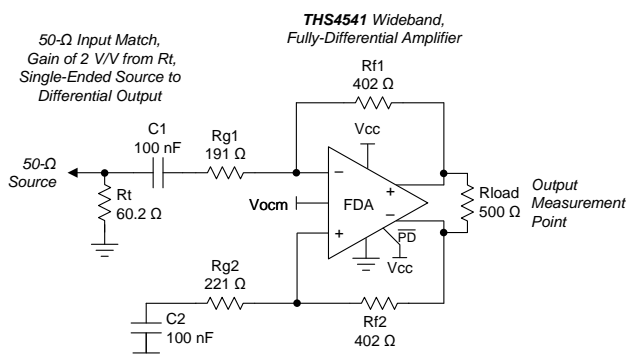 THS4541 Wideband,
Fully-Differential Amplifier
50-Ω Input Match,
Gain of 2 V/V from Rt,
Single-Ended Source to
Differential Output
Rf1
402 Ω
C1
100 nF
Rg1
191 Ω
Vcc
50-Ω
Source
Rt
60.2 Ω
Vocm
–
+
FDA
+
–
PD
Vcc
Rload
500 Ω
Output
Measurement
Point
Rg2
221 Ω
C2
100 nF
Rf2
402 Ω